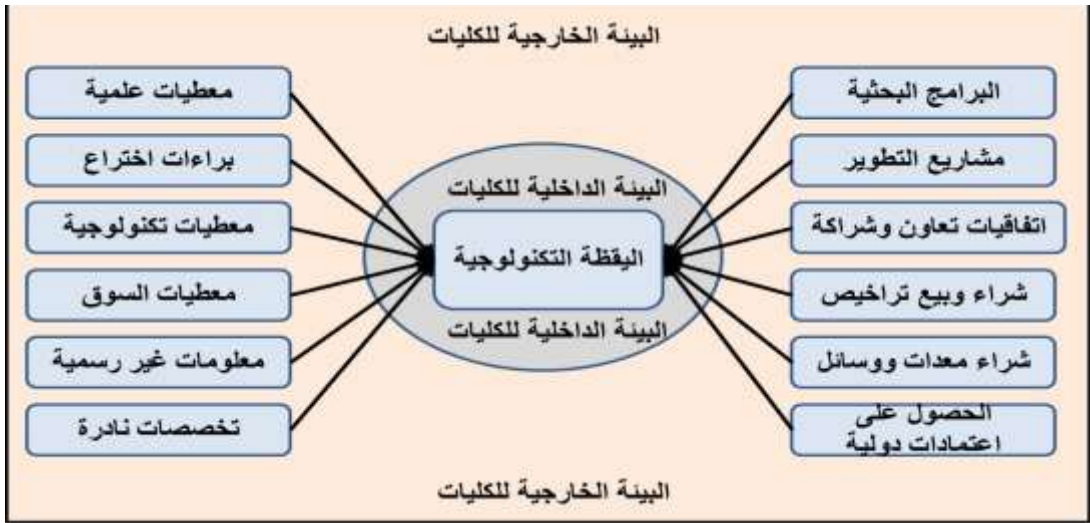 البيئة الخارجية للكليات
البرامج البحثية
مشاريع التطوير
اتفاقيات تعاون وشراكة
شراء وبيع تراخيص
شراء معدات ووسائل
الحصول على
اعتمادات دولية
البيئة الداخلية للكليات
اليقظة التكنولوجية
البيئة الداخلية للكليات
معطيات علمية
براءات اختراع
معطيات تكنولوجية
معطيات السوق
معلومات غير رسمية
تخصصات نادرة
البيئة الخارجية للكليات